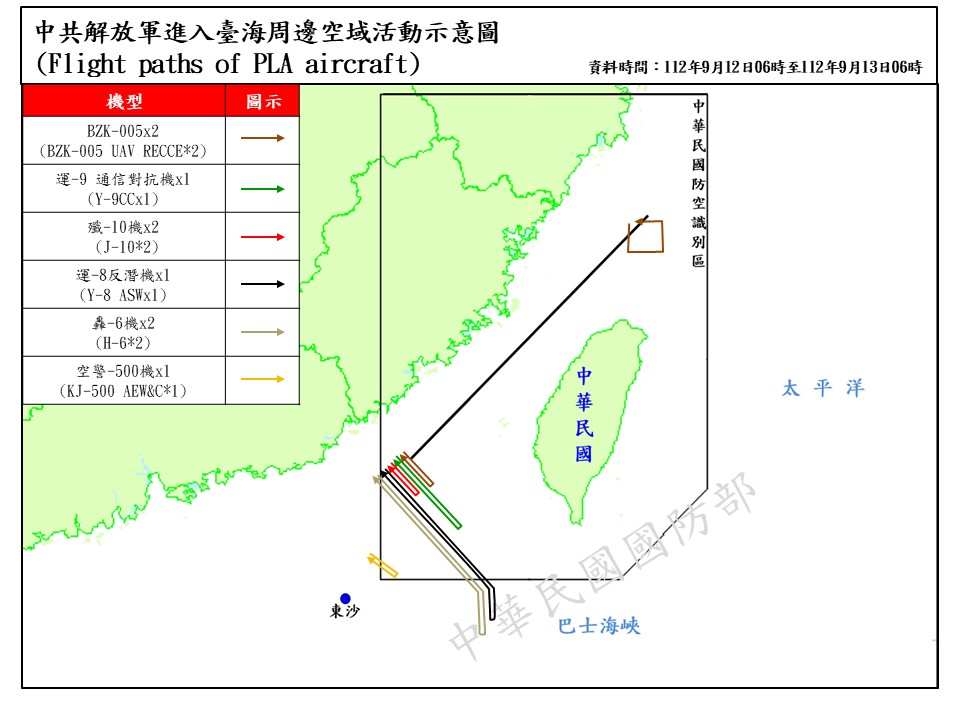 中共解放軍進入臺海周邊空域活動示意圖
(Flight paths of PLA aircraft)
資料時間：112年9月12日06時至112年9月13日06時
機型 圖示
BZK-005x2
(BZK-005 UAV RECCE*2)
運-9 通信對抗機x1
(Y-9CCx1)
殲-10機x2
(J-10*2)
運-8反潛機x1
(Y-8 ASWx1)
轟-6機x2
(H-6*2)
空警-500機x1
(KJ-500 AEW&C*1)
中華民國防空識別區
中華民國
太平洋
東沙
巴士海峽
中華民國國防部